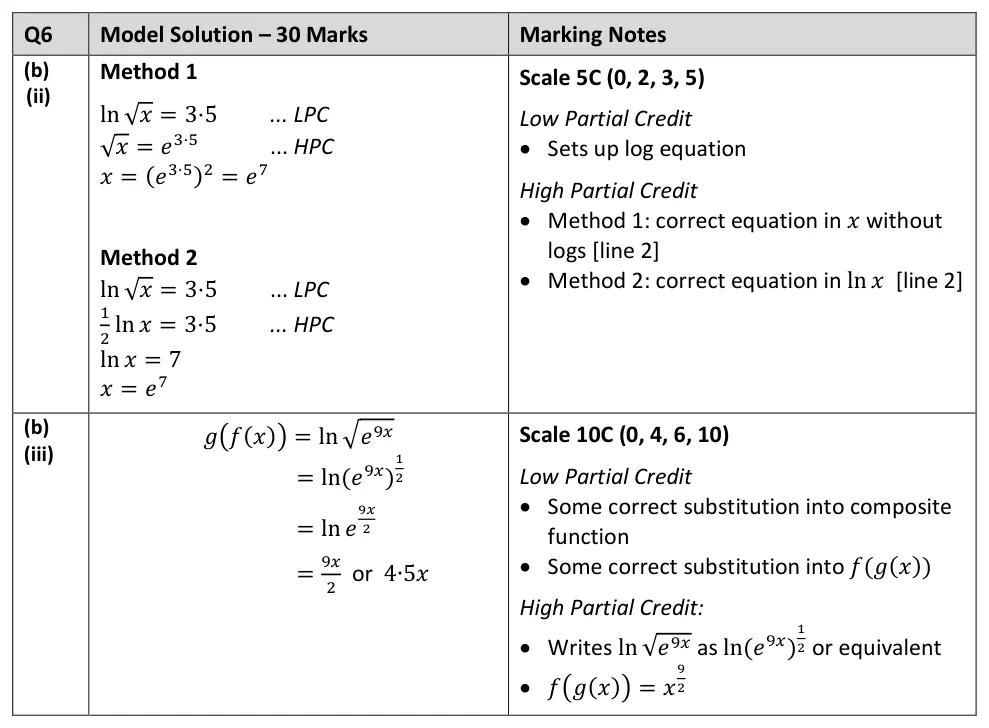 Q6 Model Solution – 30 Marks Marking Notes
(b)
(ii)
Method 1
ln √x = 3·5 ... LPC
√x = e^{3·5} ... HPC
x = (e^{3·5})² = e⁷
Method 2
ln √x = 3·5 ... LPC
½ ln x = 3·5 ... HPC
ln x = 7
x = e⁷
Scale 5C (0, 2, 3, 5)
Low Partial Credit
• Sets up log equation
High Partial Credit
• Method 1: correct equation in x without
logs [line 2]
• Method 2: correct equation in ln x [line 2]
(b)
(iii)
g(f(x)) = ln √(e^{9x})
= ln(e^{9x})^{1/2}
= ln e^{9x/2}
= 9x/2 or 4·5x
Scale 10C (0, 4, 6, 10)
Low Partial Credit
• Some correct substitution into composite
function
• Some correct substitution into f(g(x))
High Partial Credit:
• Writes ln √(e^{9x}) as ln(e^{9x})^{1/2} or equivalent
• f(g(x)) = x^{9/2}